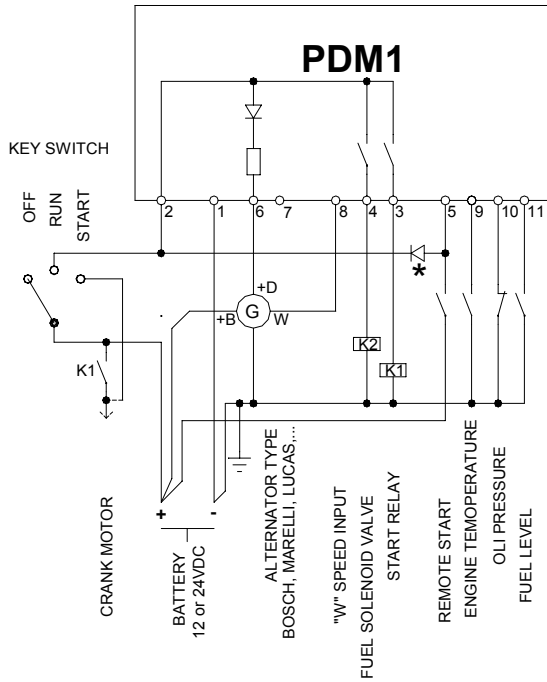 PDM1
KEY SWITCH
OFF
RUN
START
2
1
6
7
8
4
3
5
9
10
11
*
+D
+B
G
W
K2
K1
K1
+
-
CRANK MOTOR
BATTERY
12 or 24VDC
ALTERNATOR TYPE
BOSCH, MARELLI, LUCAS,...
"W" SPEED INPUT
FUEL SOLENOID VALVE
START RELAY
REMOTE START
ENGINE TEMOPERATURE
OLI PRESSURE
FUEL LEVEL